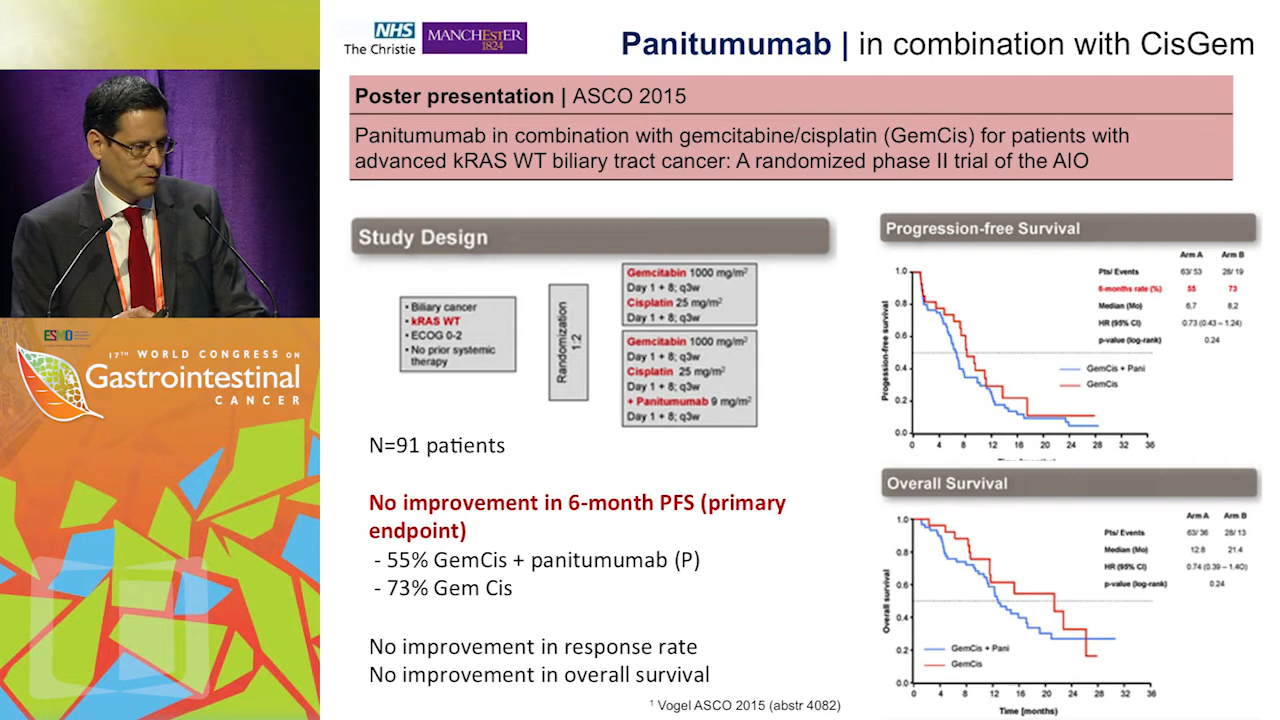 NHS
The Christie
MANCHESTER
1824
Panitumumab | in combination with CisGem
Poster presentation | ASCO 2015
Panitumumab in combination with gemcitabine/cisplatin (GemCis) for patients with
advanced kRAS WT biliary tract cancer: A randomized phase II trial of the AIO
Study Design
• Biliary cancer
• kRAS WT
• ECOG 0-2
• No prior systemic
therapy
Randomization
1:2
Gemcitabin 1000 mg/m²
Day 1 + 8; q3w
Cisplatin 25 mg/m²
Day 1 + 8; q3w
Gemcitabin 1000 mg/m²
Day 1 + 8; q3w
Cisplatin 25 mg/m²
Day 1 + 8; q3w
+ Panitumumab 9 mg/m²
Day 1 + 8; q3w
N=91 patients
No improvement in 6-month PFS (primary
endpoint)
- 55% GemCis + panitumumab (P)
- 73% Gem Cis
No improvement in response rate
No improvement in overall survival
¹ Vogel ASCO 2015 (abstr 4082)
Progression-free Survival
Arm A Arm B
Pts/ Events 63/ 53 28/ 19
6-months rate (%) 55 73
Median (Mo) 6,7 8.2
HR (95% CI) 0.73 (0.43 – 1.24)
p-value (log-rank) 0.24
GemCis + Pani
GemCis
Progession-free survival
1.0
0.8
0.6
0.4
0.2
0.0
0 4 8 12 16 20 24 28 32 36
Time [months]
Overall Survival
Arm A Arm B
Pts/ Events 63/ 36 28/ 13
Median (Mo) 12.8 21.4
HR (95% CI) 0.74 (0.39 – 1.40)
p-value (log-rank) 0.24
GemCis + Pani
GemCis
Overall survival
1.0
0.8
0.6
0.4
0.2
0.0
0 4 8 12 16 20 24 28 32 36
Time [months]
ESMO
17TH WORLD CONGRESS ON
Gastrointestinal
CANCER